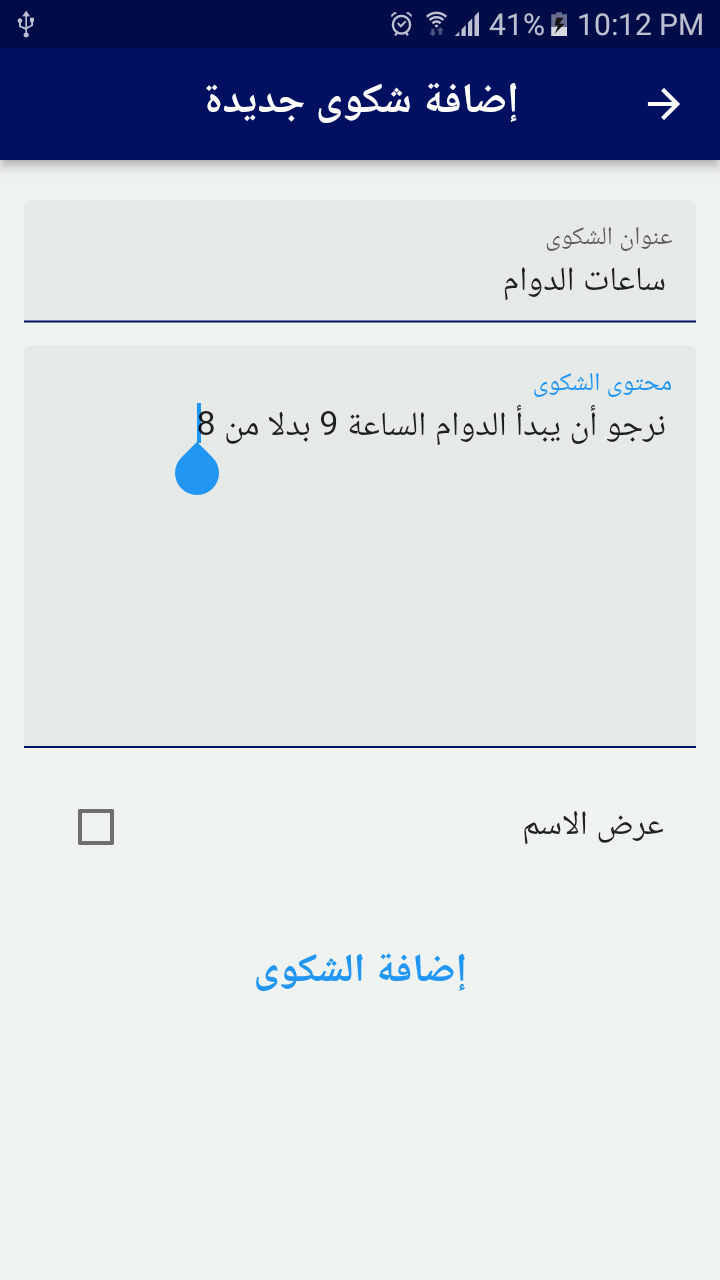 41% 10:12 PM
إضافة شكوى جديدة
عنوان الشكوى
ساعات الدوام
محتوى الشكوى
نرجو أن يبدأ الدوام الساعة 9 بدلا من 8
عرض الاسم
إضافة الشكوى